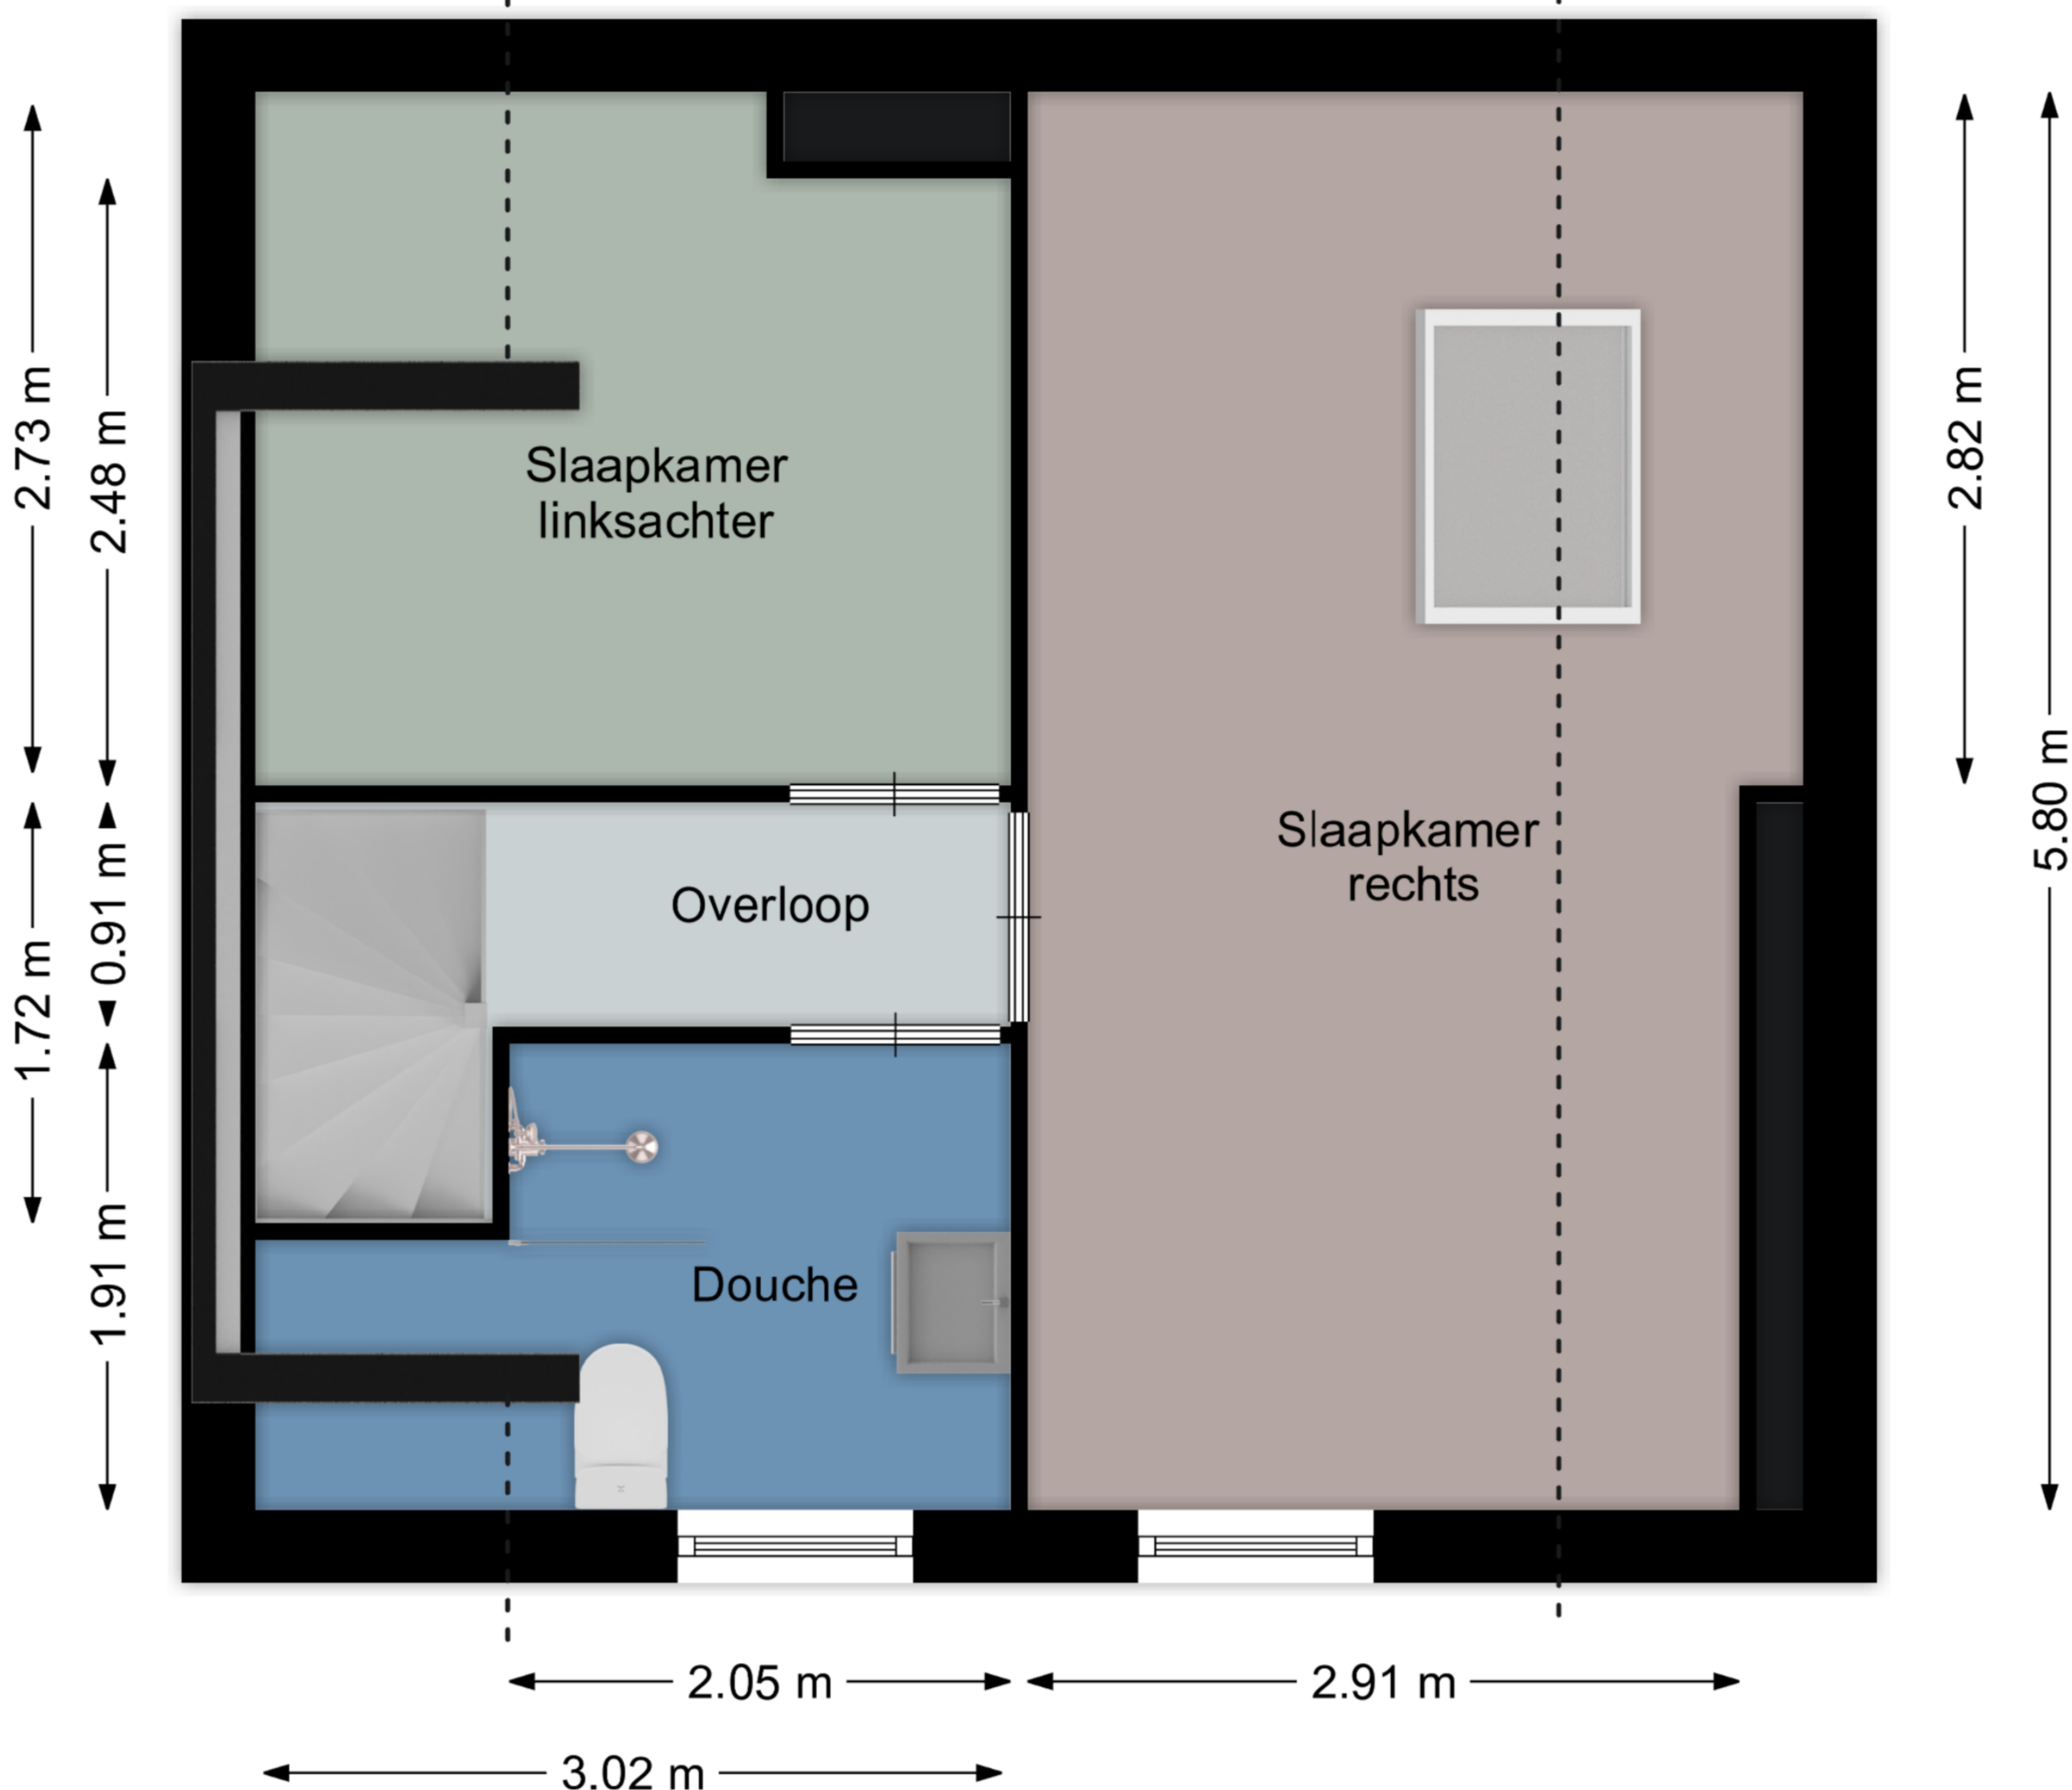 2.73 m
2.48 m
2.82 m
5.80 m
Slaapkamer
linksachter
Slaapkamer
rechts
0.91 m
Overloop
1.72 m
1.91 m
Douche
2.05 m
2.91 m
3.02 m